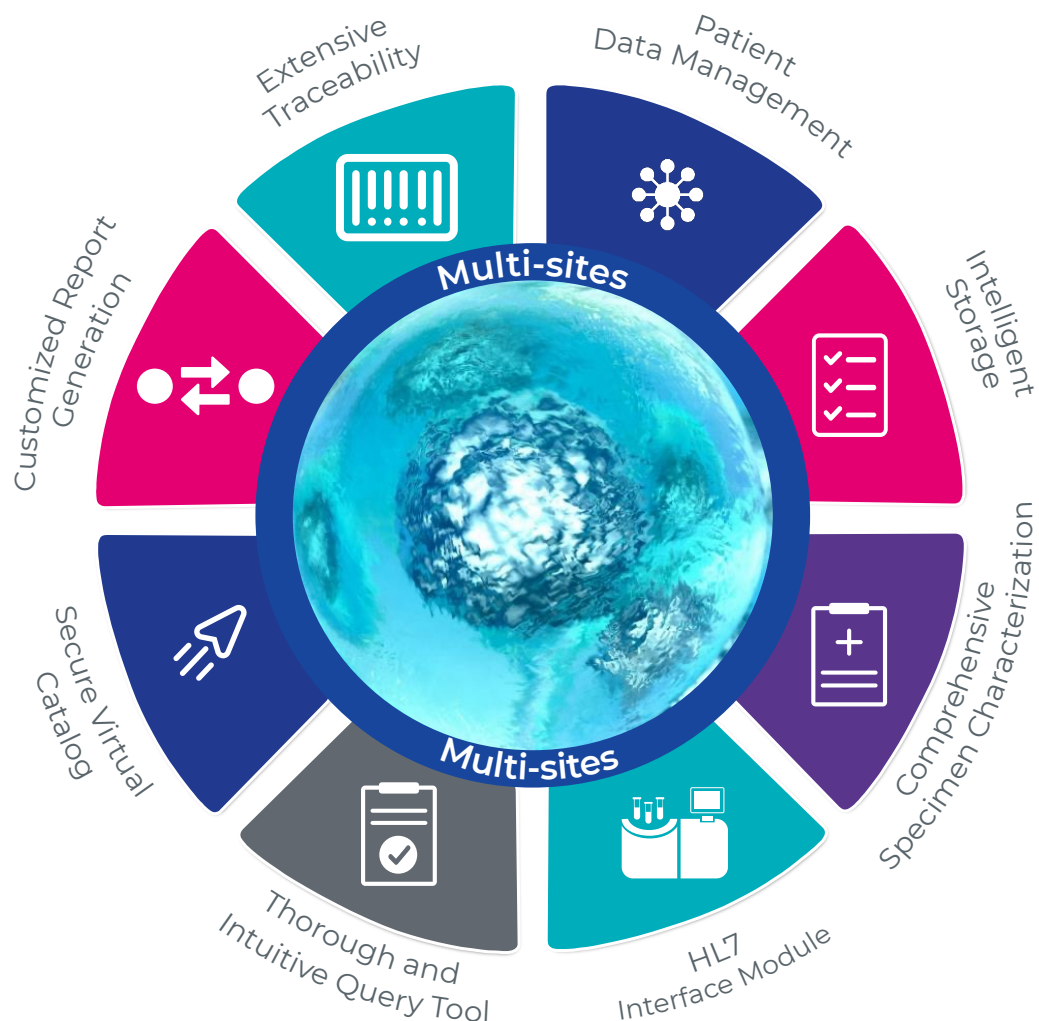 Extensive
Traceability
Patient
Data Management
Intelligent
Storage
Comprehensive
Specimen Characterization
HL7
Interface Module
Thorough and
Intuitive Query Tool
Secure Virtual
Catalog
Customized Report
Generation
Multi-sites
Multi-sites